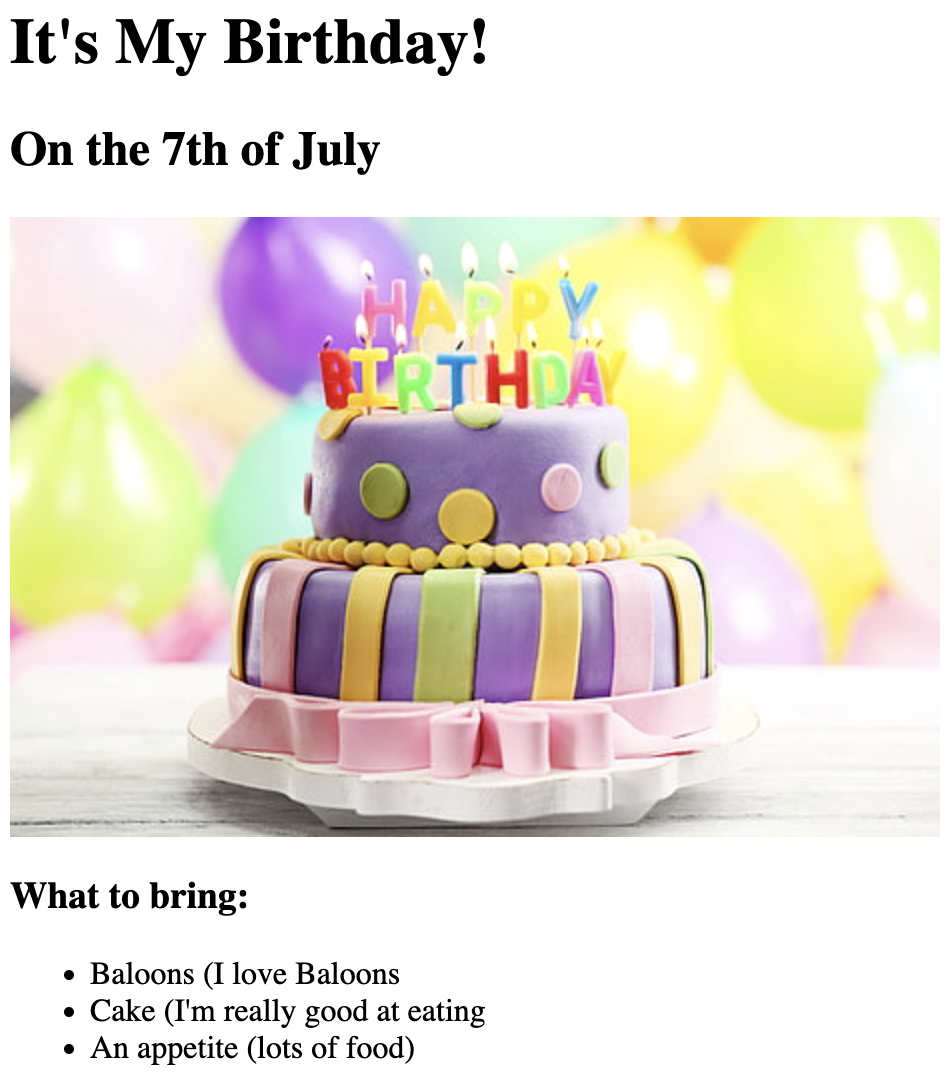 It's My Birthday!
On the 7th of July
HAPPY
BIRTHDAY
What to bring:
Baloons (I love Baloons
Cake (I'm really good at eating
An appetite (lots of food)